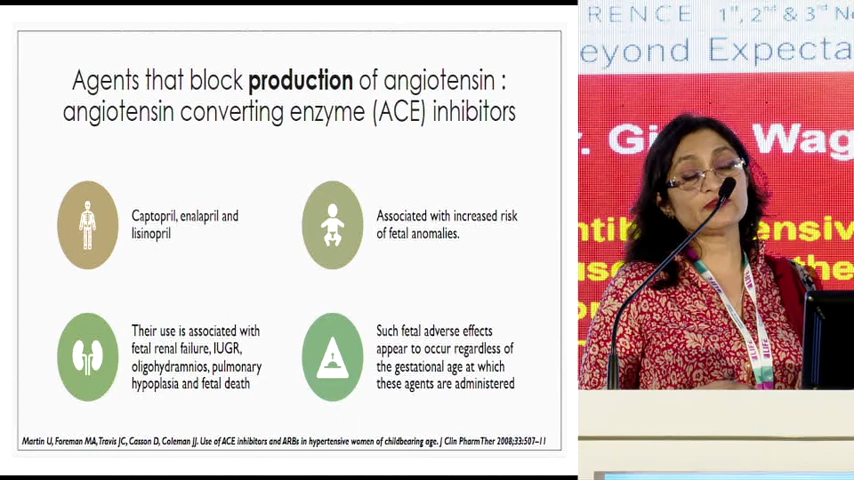 Agents that block production of angiotensin :
angiotensin converting enzyme (ACE) inhibitors
Captopril, enalapril and
lisinopril
Associated with increased risk
of fetal anomalies.
Their use is associated with
fetal renal failure, IUGR,
oligohydramnios, pulmonary
hypoplasia and fetal death
Such fetal adverse effects
appear to occur regardless of
the gestational age at which
these agents are administered
Martin U, Foreman MA, Travis JC, Casson D, Coleman JJ. Use of ACE inhibitors and ARBs in hypertensive women of childbearing age. J Clin Pharm Ther 2008;33:507–11
RENCE 1st, 2nd & 3rd